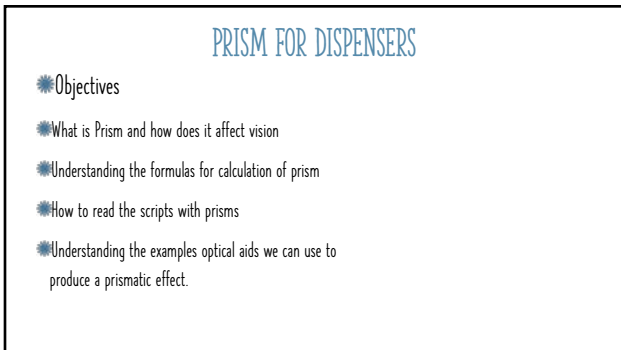 PRISM FOR DISPENSERS
Objectives
What is Prism and how does it affect vision
Understanding the formulas for calculation of prism
How to read the scripts with prisms
Understanding the examples optical aids we can use to
produce a prismatic effect.